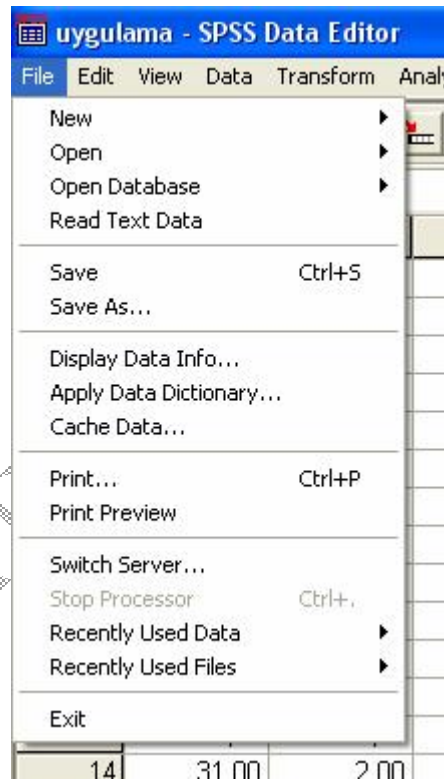 uygulama - SPSS Data Editor
File Edit View Data Transform
New
Open
Open Database
Read Text Data
Save Ctrl+S
Save As...
Display Data Info...
Apply Data Dictionary...
Cache Data...
Print... Ctrl+P
Print Preview
Switch Server...
Stop Processor Ctrl+.
Recently Used Data
Recently Used Files
Exit
14 31,00 2,00